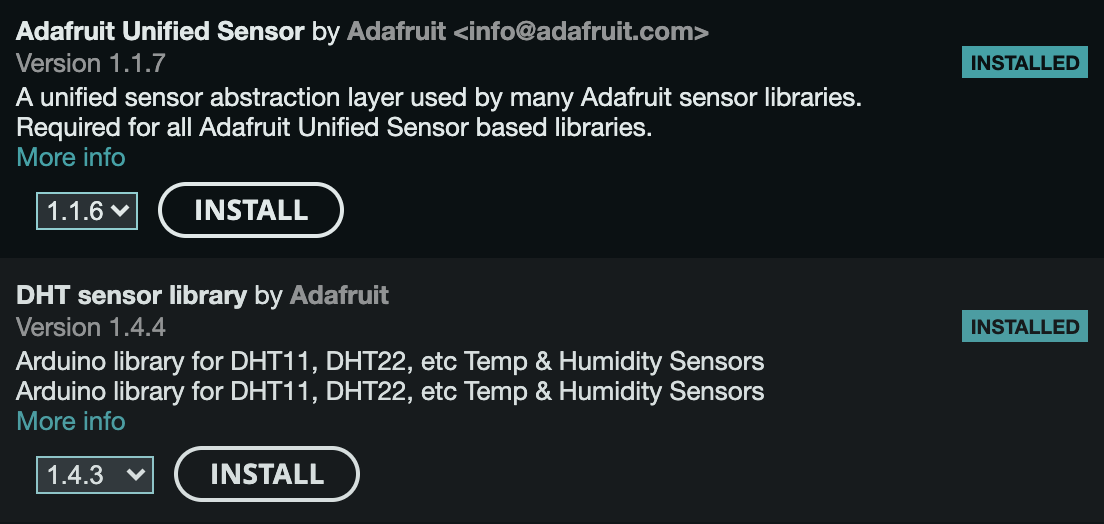 Adafruit Unified Sensor by Adafruit <info@adafruit.com>
Version 1.1.7
INSTALLED
A unified sensor abstraction layer used by many Adafruit sensor libraries.
Required for all Adafruit Unified Sensor based libraries.
More info
1.1.6 INSTALL
DHT sensor library by Adafruit
Version 1.4.4
INSTALLED
Arduino library for DHT11, DHT22, etc Temp & Humidity Sensors
Arduino library for DHT11, DHT22, etc Temp & Humidity Sensors
More info
1.4.3 INSTALL